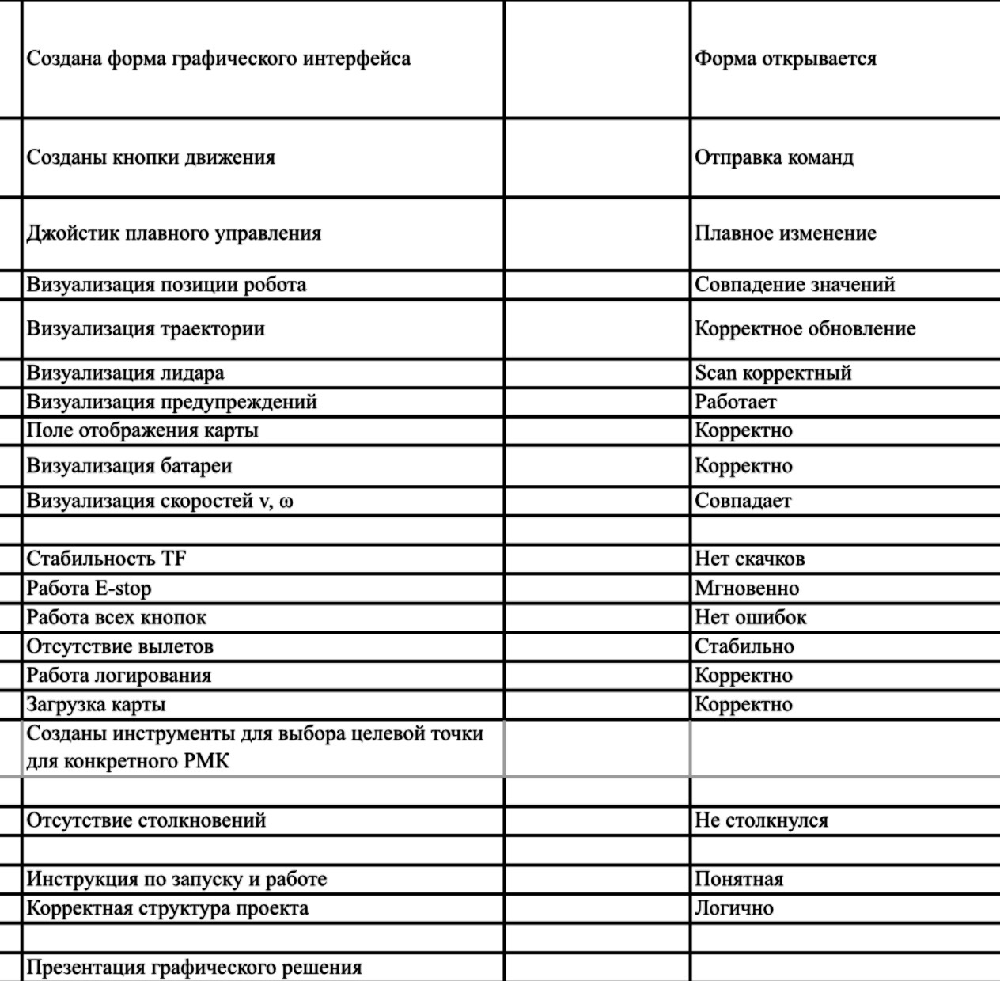 Создана форма графического интерфейса Форма открывается
Созданы кнопки движения Отправка команд
Джойстик плавного управления Плавное изменение
Визуализация позиции робота Совпадение значений
Визуализация траектории Корректное обновление
Визуализация лидара Scan корректный
Визуализация предупреждений Работает
Поле отображения карты Корректно
Визуализация батареи Корректно
Визуализация скоростей v, ω Совпадает
Стабильность TF Нет скачков
Работа E-stop Мгновенно
Работа всех кнопок Нет ошибок
Отсутствие вылетов Стабильно
Работа логирования Корректно
Загрузка карты Корректно
Созданы инструменты для выбора целевой точки
для конкретного РМК
Отсутствие столкновений Не столкнулся
Инструкция по запуску и работе Понятная
Корректная структура проекта Логично
Презентация графического решения